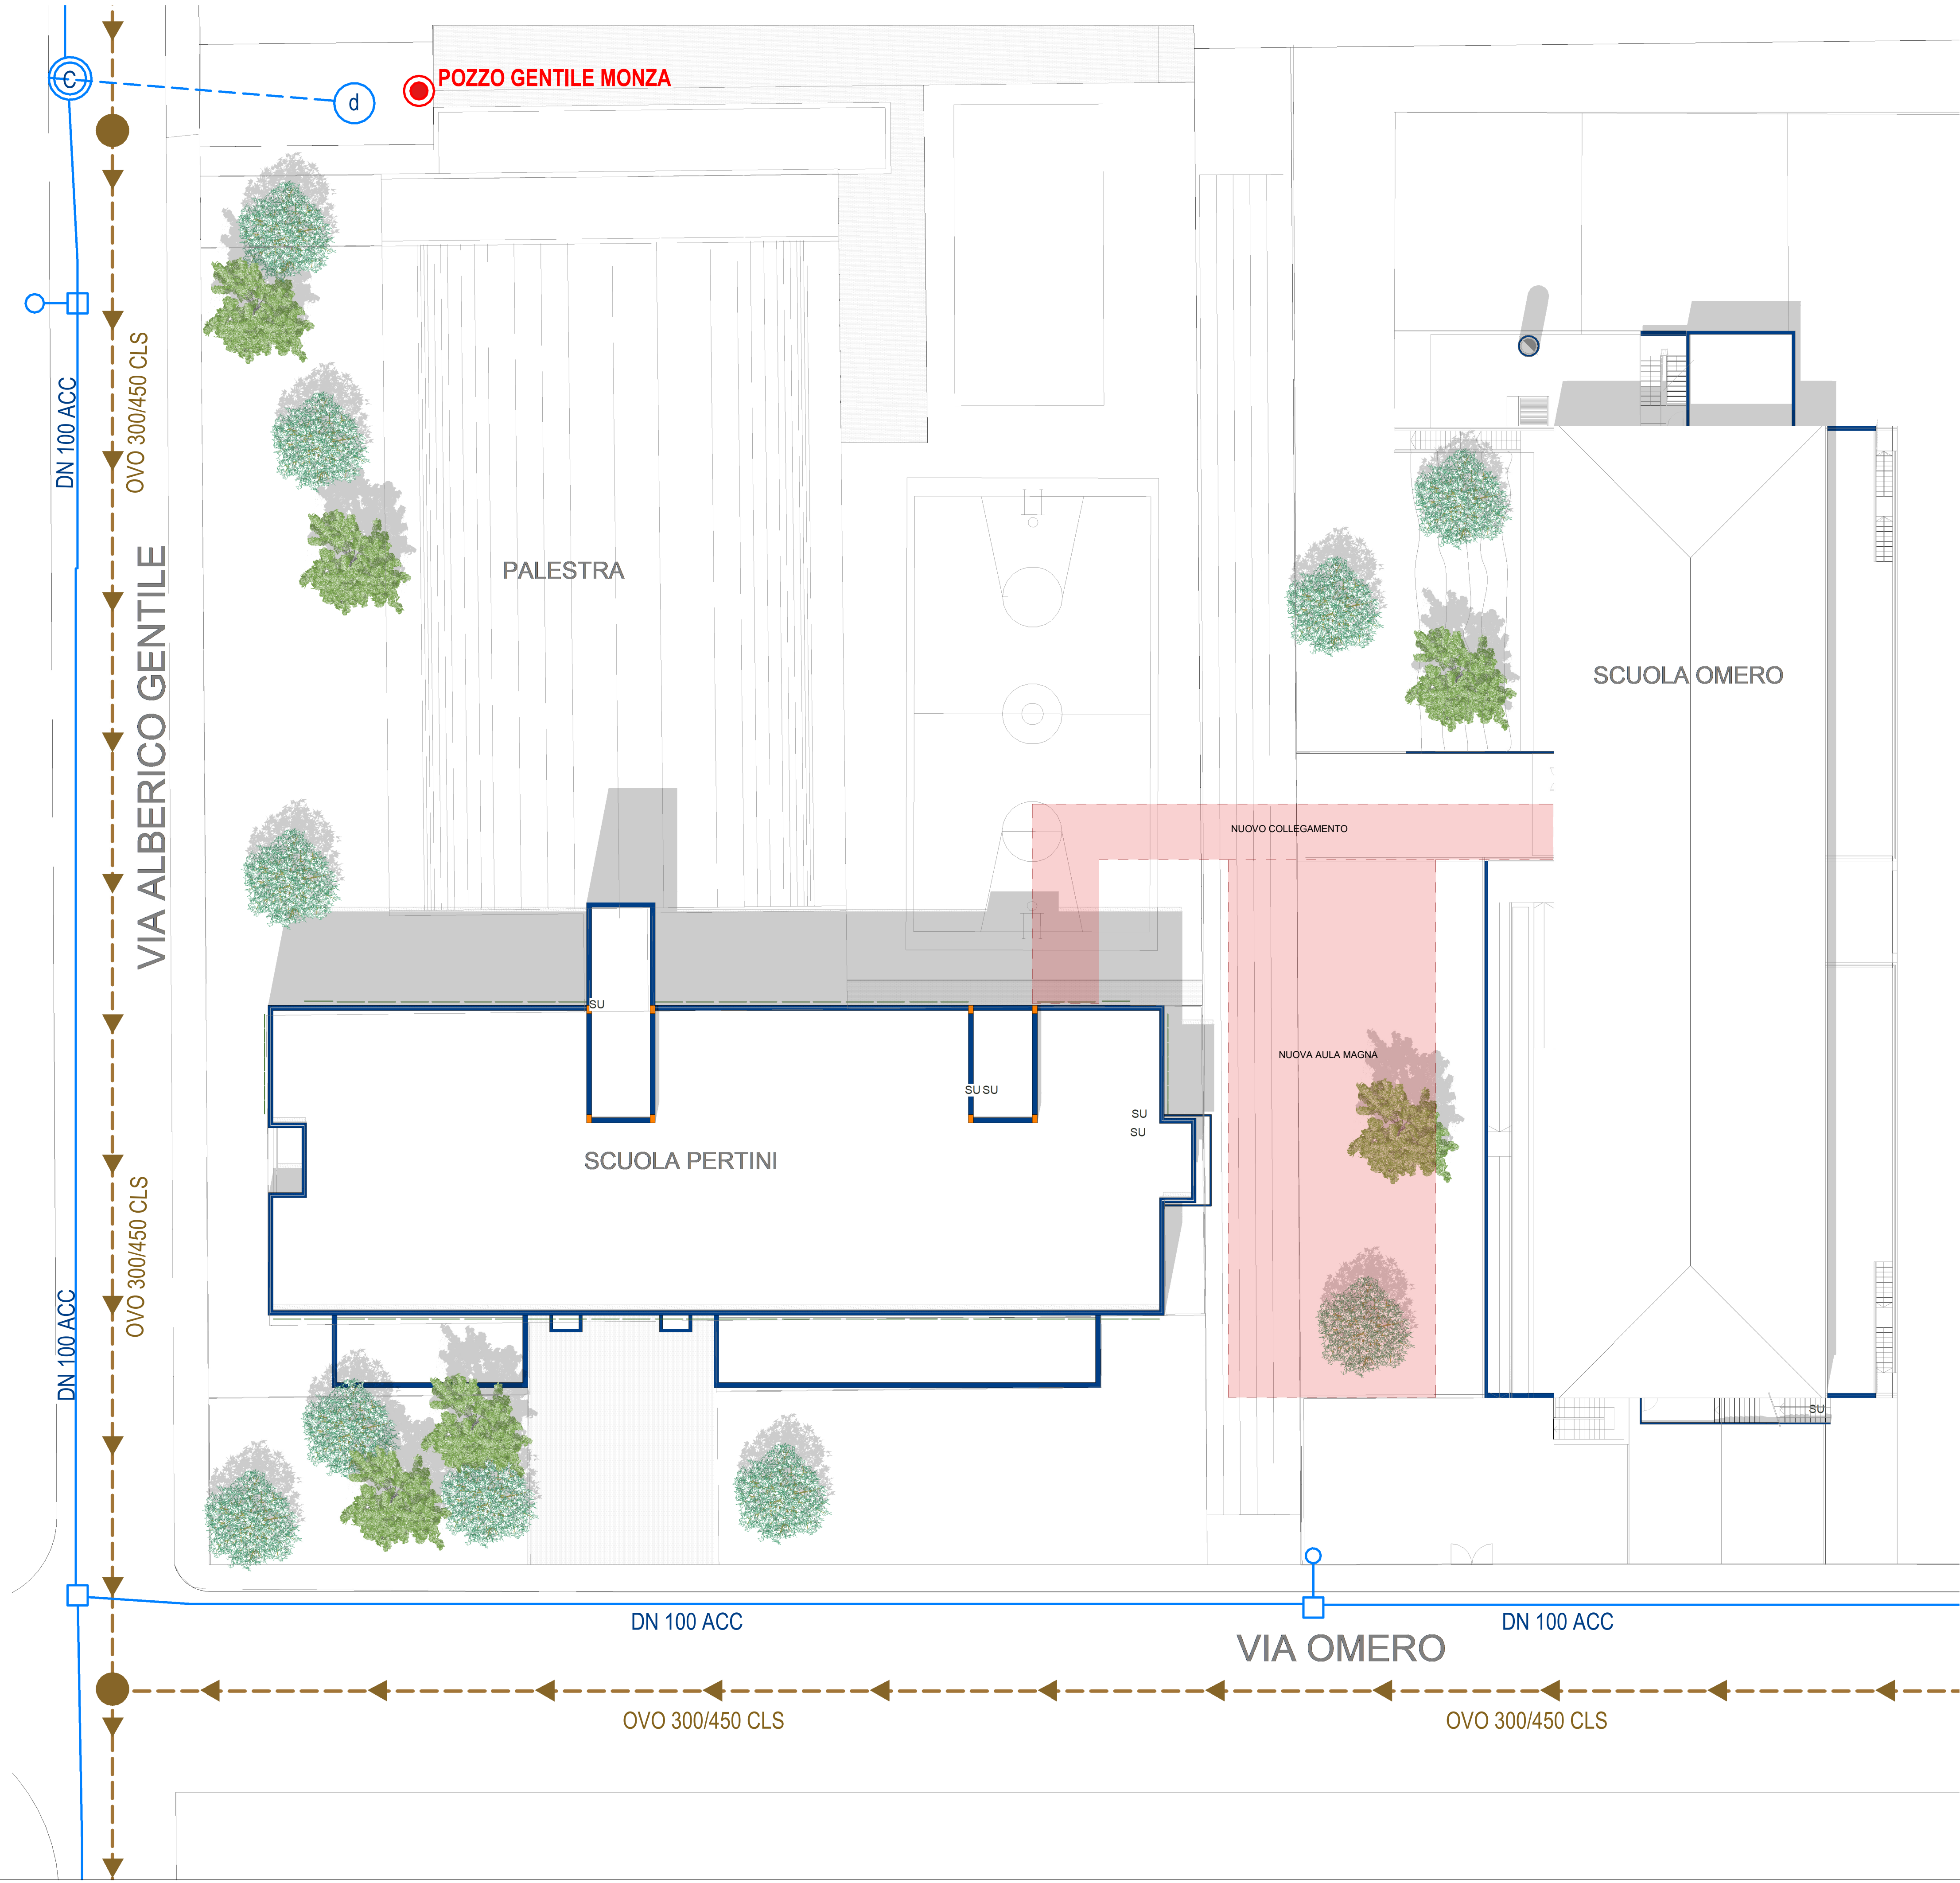 C
d
POZZO GENTILE MONZA
DN 100 ACC
OVO 300/450 CLS
VIA ALBERICO GENTILE
PALESTRA
SCUOLA OMERO
NUOVO COLLEGAMENTO
SU
NUOVA AULA MAGNA
SU SU
SU
SU
SCUOLA PERTINI
OVO 300/450 CLS
DN 100 ACC
SU
DN 100 ACC
DN 100 ACC
VIA OMERO
OVO 300/450 CLS
OVO 300/450 CLS